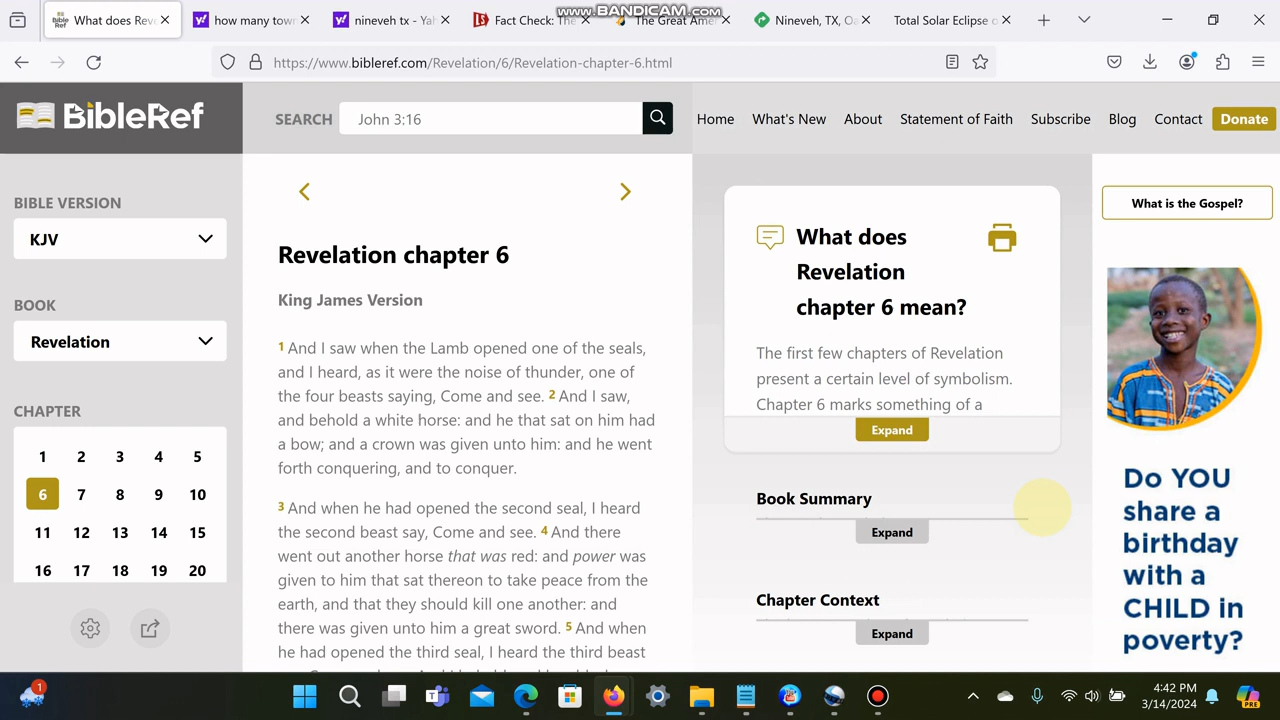 www.BANDICAM.com
What does Rev
how many tow
nineveh tx - Ya
Fact Check: The
The Great Ame
Nineveh, TX, Oa
Total Solar Eclipse o
https://www.bibleref.com/Revelation/6/Revelation-chapter-6.html
BibleRef
SEARCH
John 3:16
Home
What's New
About
Statement of Faith
Subscribe
Blog
Contact
Donate
BIBLE VERSION
KJV
BOOK
Revelation
CHAPTER
1 2 3 4 5
6 7 8 9 10
11 12 13 14 15
16 17 18 19 20
Revelation chapter 6
King James Version
1 And I saw when the Lamb opened one of the seals,
and I heard, as it were the noise of thunder, one of
the four beasts saying, Come and see. 2 And I saw,
and behold a white horse: and he that sat on him had
a bow; and a crown was given unto him: and he went
forth conquering, and to conquer.
3 And when he had opened the second seal, I heard
the second beast say, Come and see. 4 And there
went out another horse that was red: and power was
given to him that sat thereon to take peace from the
earth, and that they should kill one another: and
there was given unto him a great sword. 5 And when
he had opened the third seal, I heard the third beast
What does
Revelation
chapter 6 mean?
The first few chapters of Revelation
present a certain level of symbolism.
Chapter 6 marks something of a
Expand
Book Summary
Expand
Chapter Context
Expand
What is the Gospel?
Do YOU
share a
birthday
with a
CHILD in
poverty?
1
4:42 PM
3/14/2024
PRE